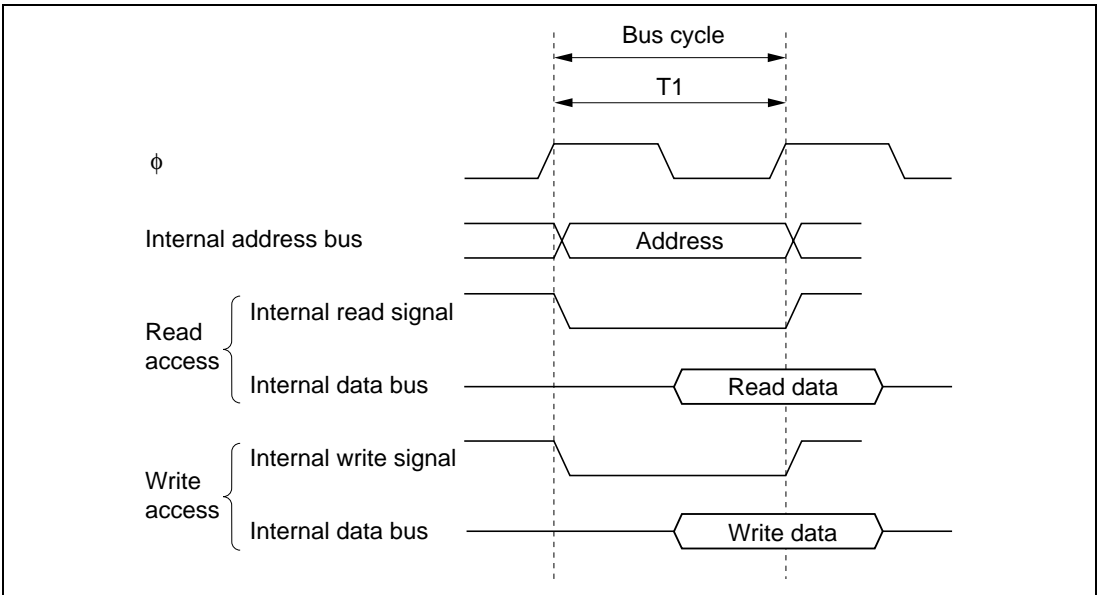 Bus cycle
T1
ϕ
Internal address bus
Address
Read
access
Internal read signal
Internal data bus
Read data
Write
access
Internal write signal
Internal data bus
Write data